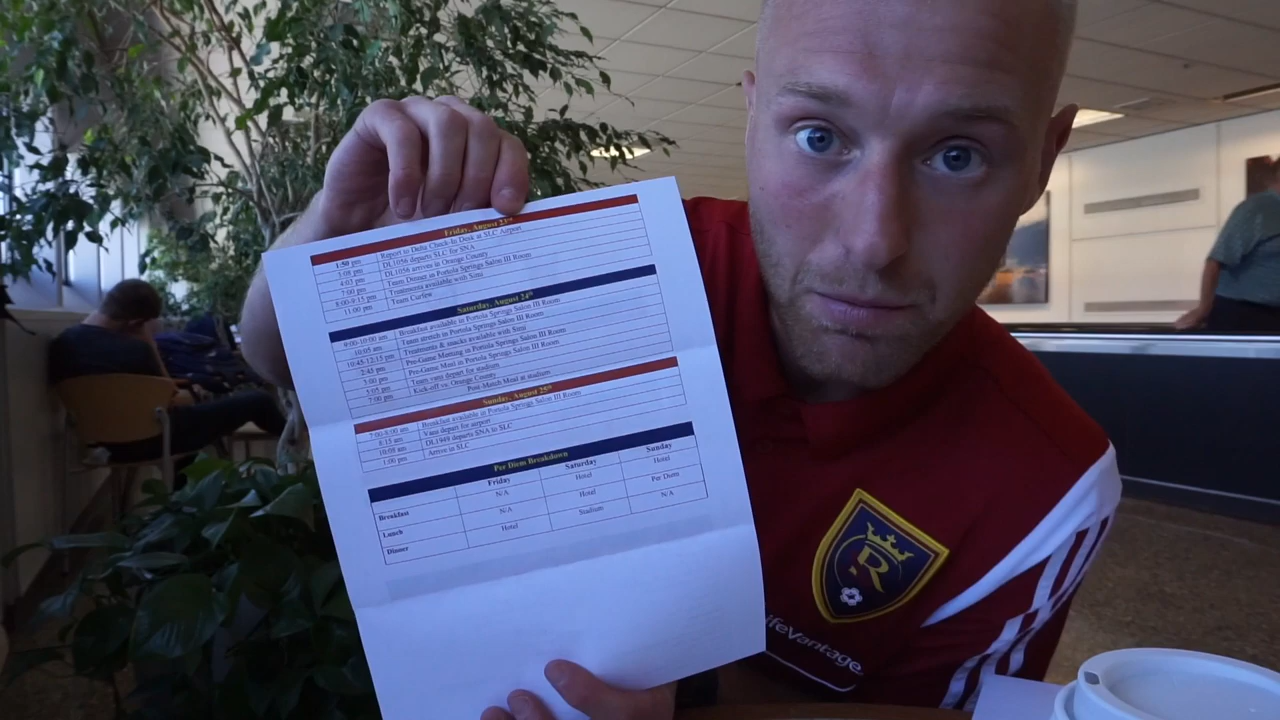 Friday, August 23rd
1:50 pm Report to Delta Check-In Desk at SLC Airport
3:08 pm DL1056 departs SLC for SNA
4:03 pm DL1056 arrives in Orange County
7:00 pm Team Dinner in Portola Springs Salon III Room
8:00-9:15 pm Treatments available with Simi
11:00 pm Team Curfew
Saturday, August 24th
9:00-10:00 am Breakfast available in Portola Springs Salon III Room
10:05 am Team stretch in Portola Springs Salon III Room
10:45-12:15 pm Treatments & snacks available with Simi
2:45 pm Pre-Game Meeting in Portola Springs Salon III Room
3:00 pm Pre-Game Meal in Portola Springs Salon III Room
5:05 pm Team vans depart for stadium
7:00 pm Kick-off vs. Orange County
Post-Match Meal at stadium
Sunday, August 25th
7:00-8:00 am Breakfast available in Portola Springs Salon III Room
8:15 am Vans depart for airport
10:08 am DL1949 departs SNA to SLC
1:00 pm Arrive in SLC
Per Diem Breakdown
Friday Saturday Sunday
Breakfast N/A Hotel Hotel
Lunch N/A Hotel Per Diem
Dinner Hotel Stadium N/A
R
ifeVantage